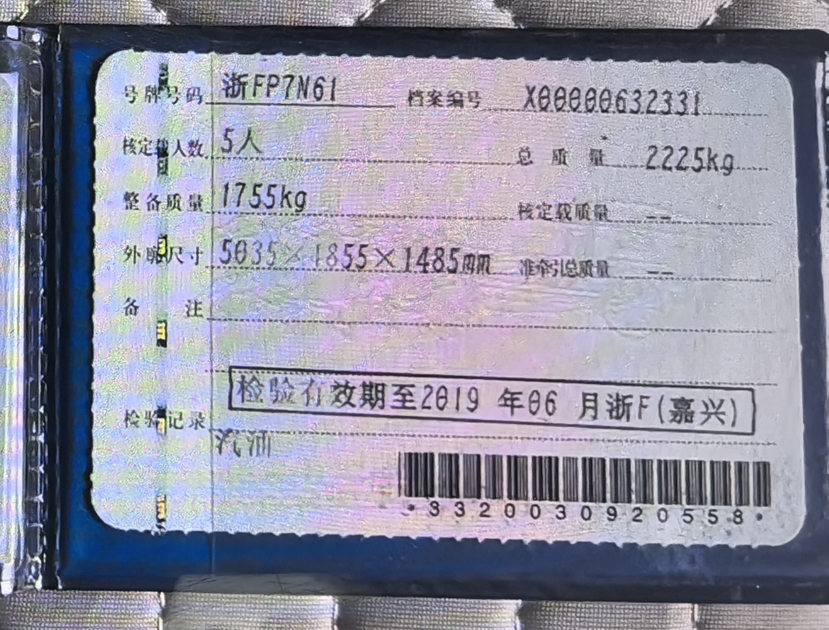 号牌号码 浙FP7N61 档案编号 X00000632331
核定载人数 5人 总质量 2225kg
整备质量 1755kg 核定载质量 --
外廓尺寸 5035×1855×1485mm 准牵引总质量 --
备注
检验有效期至2019年06月浙F(嘉兴)
检验记录
汽油
*3320030920558*